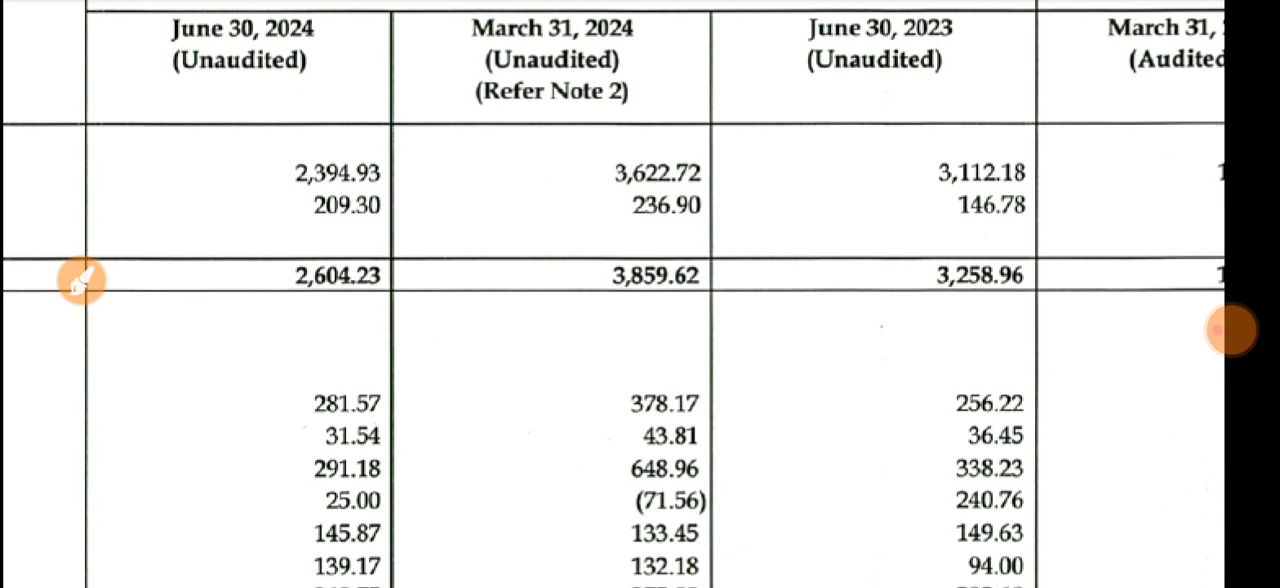 June 30, 2024 March 31, 2024 June 30, 2023 March 31,
(Unaudited) (Unaudited) (Unaudited) (Audited
(Refer Note 2)
2,394.93 3,622.72 3,112.18 1
209.30 236.90 146.78
2,604.23 3,859.62 3,258.96 1
281.57 378.17 256.22
31.54 43.81 36.45
291.18 648.96 338.23
25.00 (71.56) 240.76
145.87 133.45 149.63
139.17 132.18 94.00